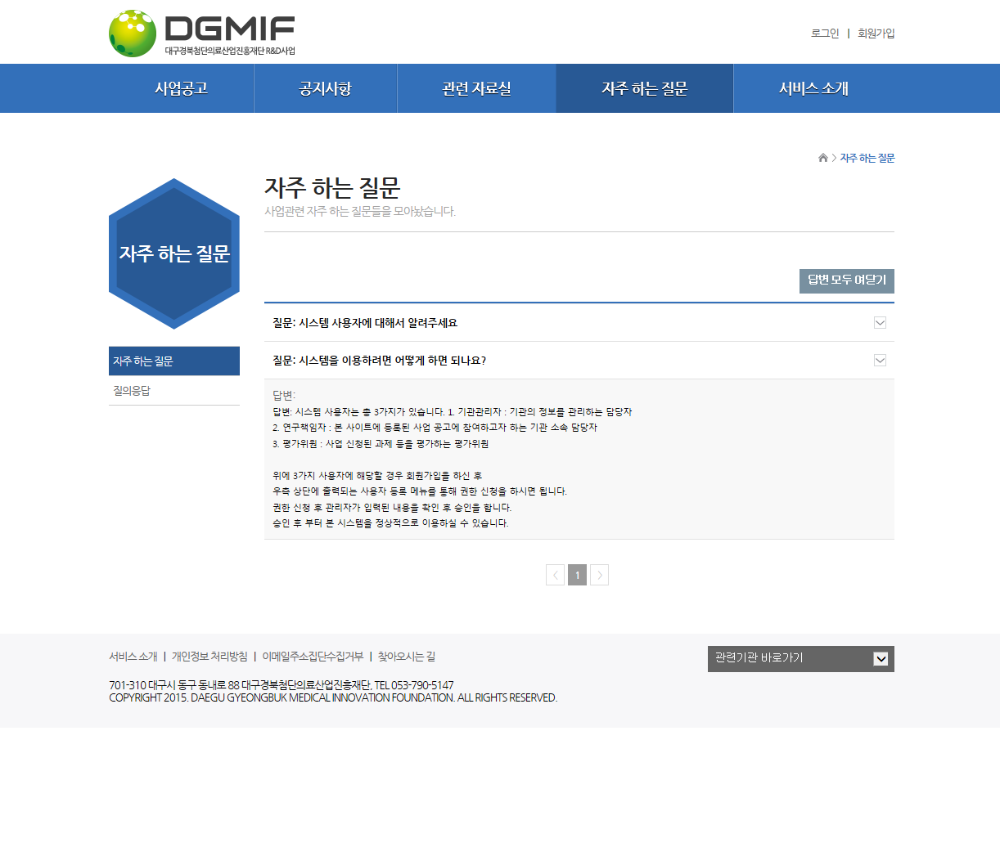 DGMIF
대구경북첨단의료산업진흥재단 R&D사업
로그인 | 회원가입
사업공고 공지사항 관련 자료실 자주 하는 질문 서비스 소개
> 자주 하는 질문
자주 하는 질문
사업관련 자주 하는 질문들을 모아놨습니다.
자주 하는 질문
답변 모두 여닫기
질문: 시스템 사용자에 대해서 알려주세요
자주 하는 질문
질문: 시스템을 이용하려면 어떻게 하면 되나요?
질의응답
답변:
답변: 시스템 사용자는 총 3가지가 있습니다. 1. 기관관리자 : 기관의 정보를 관리하는 담당자
2. 연구책임자 : 본 사이트에 등록된 사업 공고에 참여하고자 하는 기관 소속 담당자
3. 평가위원 : 사업 신청된 과제 등을 평가하는 평가위원
위에 3가지 사용자에 해당할 경우 회원가입을 하신 후
우측 상단에 출력되는 사용자 등록 메뉴를 통해 권한 신청을 하시면 됩니다.
권한 신청 후 관리자가 입력된 내용을 확인 후 승인을 합니다.
승인 후 부터 본 시스템을 정상적으로 이용하실 수 있습니다.
1
서비스 소개 | 개인정보 처리방침 | 이메일주소집단수집거부 | 찾아오시는 길
관련기관 바로가기
701-310 대구시 동구 동내로 88 대구경북첨단의료산업진흥재단, TEL 053-790-5147
COPYRIGHT 2015. DAEGU GYEONGBUK MEDICAL INNOVATION FOUNDATION. ALL RIGHTS RESERVED.